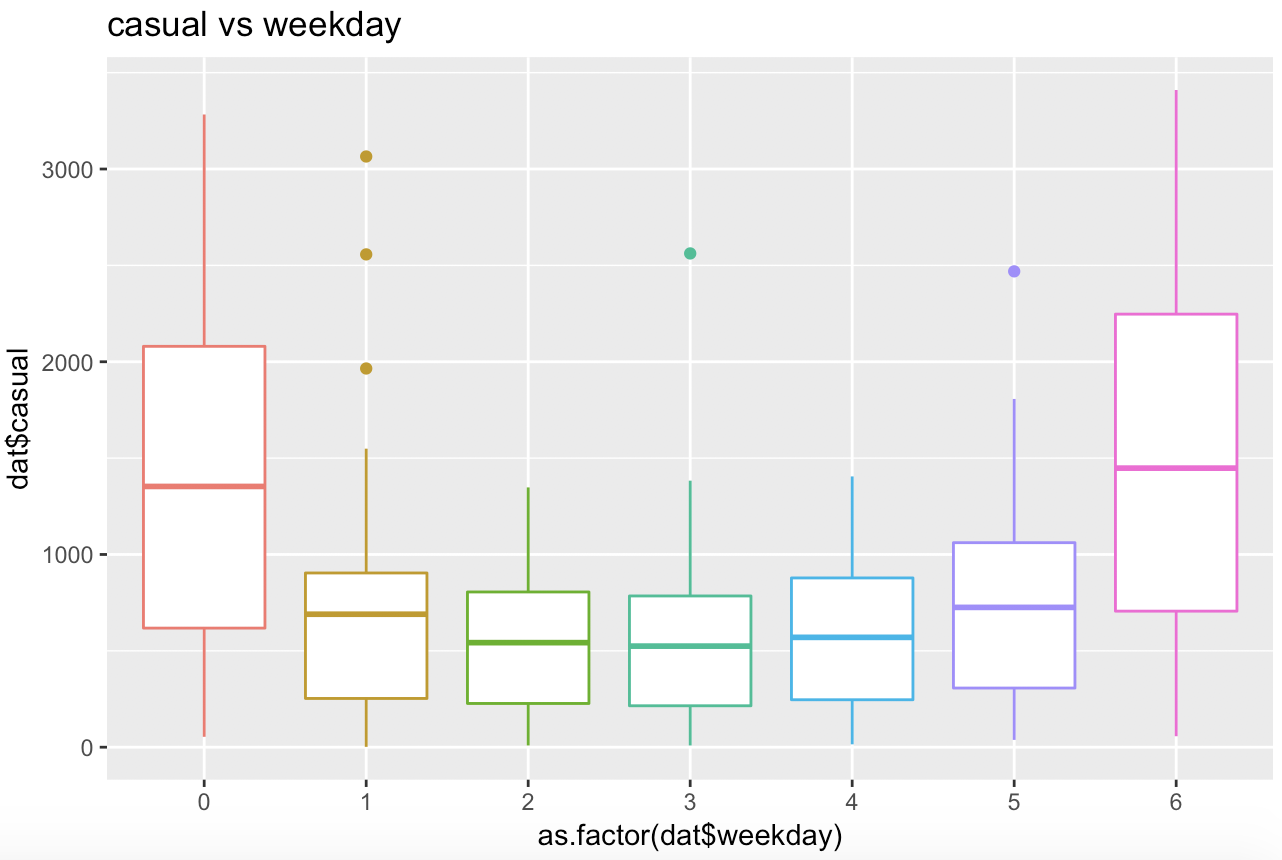 casual vs weekday
dat$casual
3000
2000
1000
0
0 1 2 3 4 5 6
as.factor(dat$weekday)